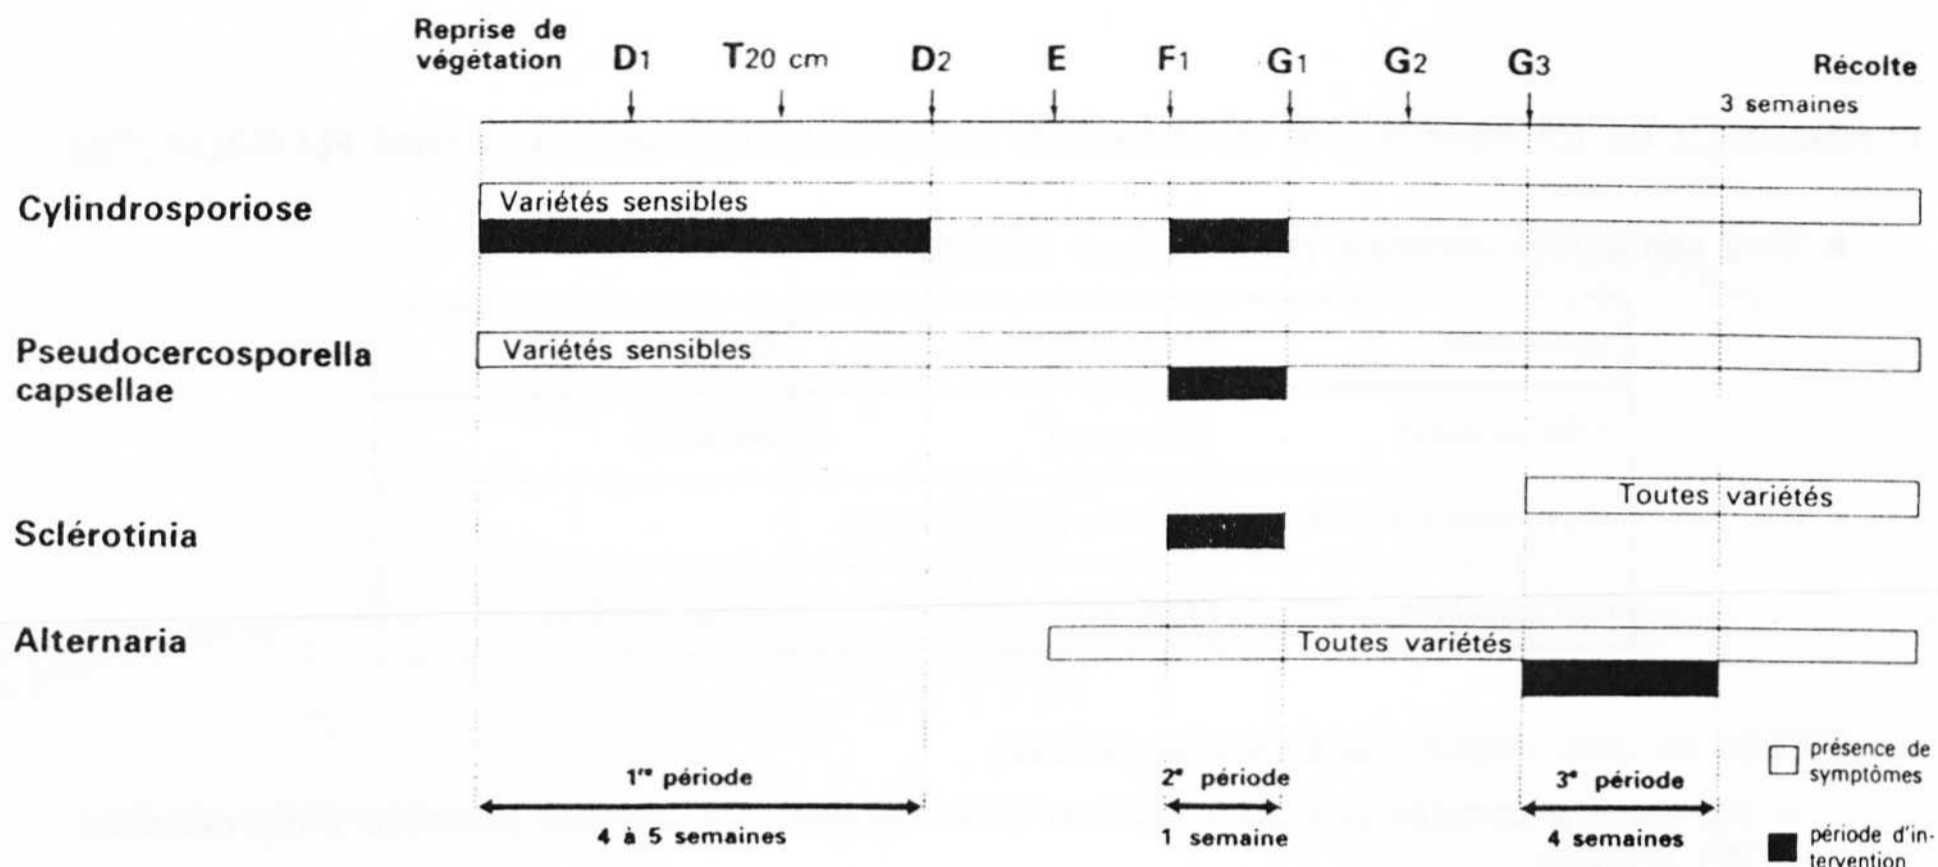 Reprise de
végétation D1 T20 cm D2 E F1 G1 G2 G3 Récolte
3 semaines
Cylindrosporiose
Variétés sensibles
Pseudocercosporella
capsellae
Variétés sensibles
Toutes variétés
Sclérotinia
Alternaria
Toutes variétés
1re période
4 à 5 semaines
2e période
1 semaine
3e période
4 semaines
présence de
symptômes
période d'in-
tervention